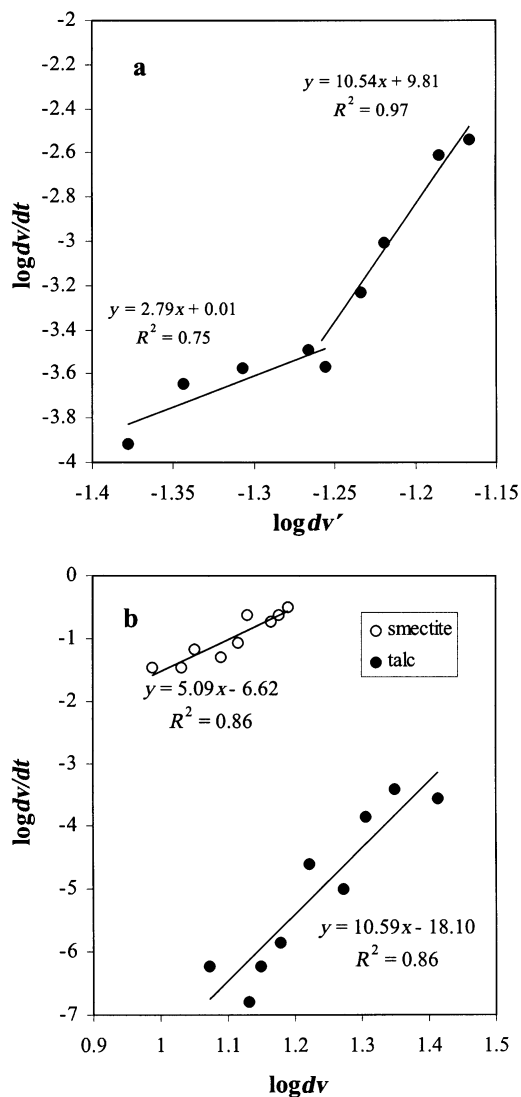 a
-2
-2.2
-2.4
-2.6
-2.8
-3
-3.2
-3.4
-3.6
-3.8
-4
logdv/dt
y = 10.54x + 9.81
R² = 0.97
y = 2.79x + 0.01
R² = 0.75
-1.4 -1.35 -1.3 -1.25 -1.2 -1.15
logdv′
b
0
-1
-2
-3
-4
-5
-6
-7
logdv/dt
smectite
talc
y = 5.09x - 6.62
R² = 0.86
y = 10.59x - 18.10
R² = 0.86
0.9 1 1.1 1.2 1.3 1.4 1.5
logdv